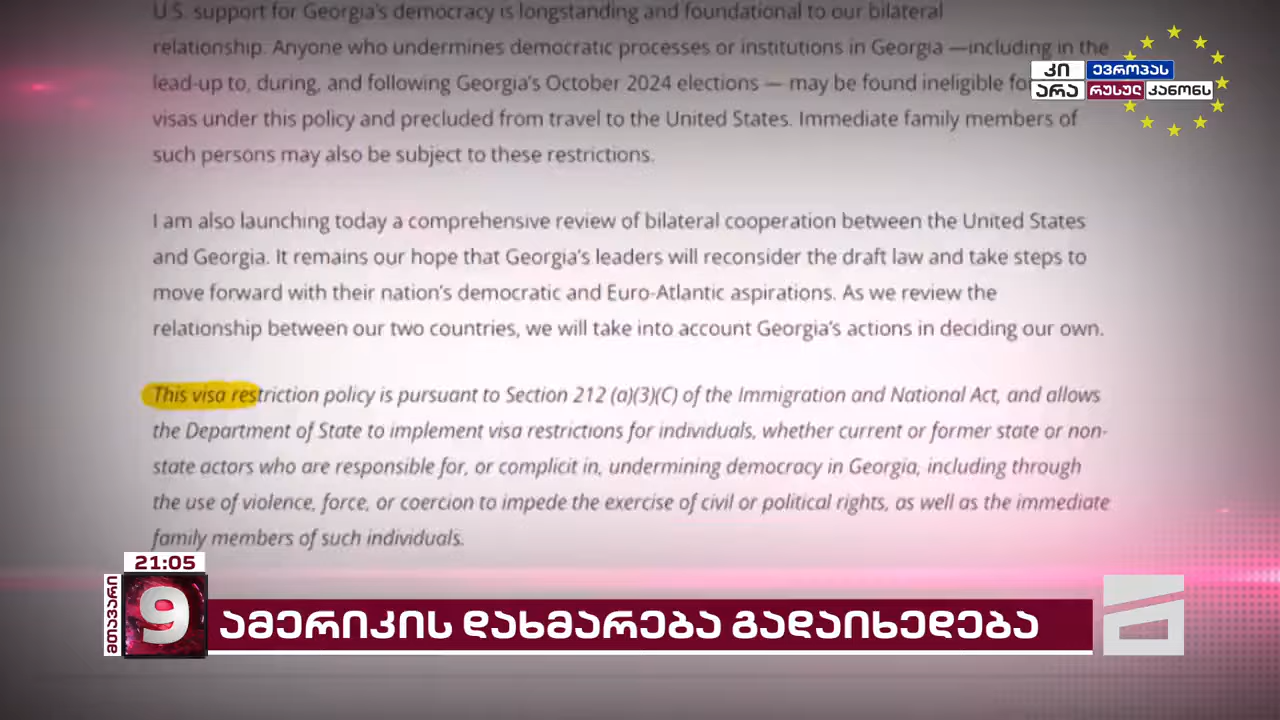 U.S. support for Georgia's democracy is longstanding and foundational to our bilateral
relationship. Anyone who undermines democratic processes or institutions in Georgia —including in the
lead-up to, during, and following Georgia's October 2024 elections — may be found ineligible
visas under this policy and precluded from travel to the United States. Immediate family members of
such persons may also be subject to these restrictions.
კი ევროპას
არა რუსულ კანონს
I am also launching today a comprehensive review of bilateral cooperation between the United States
and Georgia. It remains our hope that Georgia's leaders will reconsider the draft law and take steps to
move forward with their nation's democratic and Euro-Atlantic aspirations. As we review the
relationship between our two countries, we will take into account Georgia's actions in deciding our own.
This visa restriction policy is pursuant to Section 212 (a)(3)(C) of the Immigration and National Act, and allows
the Department of State to implement visa restrictions for individuals, whether current or former state or non-
state actors who are responsible for, or complicit in, undermining democracy in Georgia, including through
the use of violence, force, or coercion to impede the exercise of civil or political rights, as well as the immediate
family members of such individuals.
21:05
მთავარი
9
ამერიკის დახმარება გადაიხედება